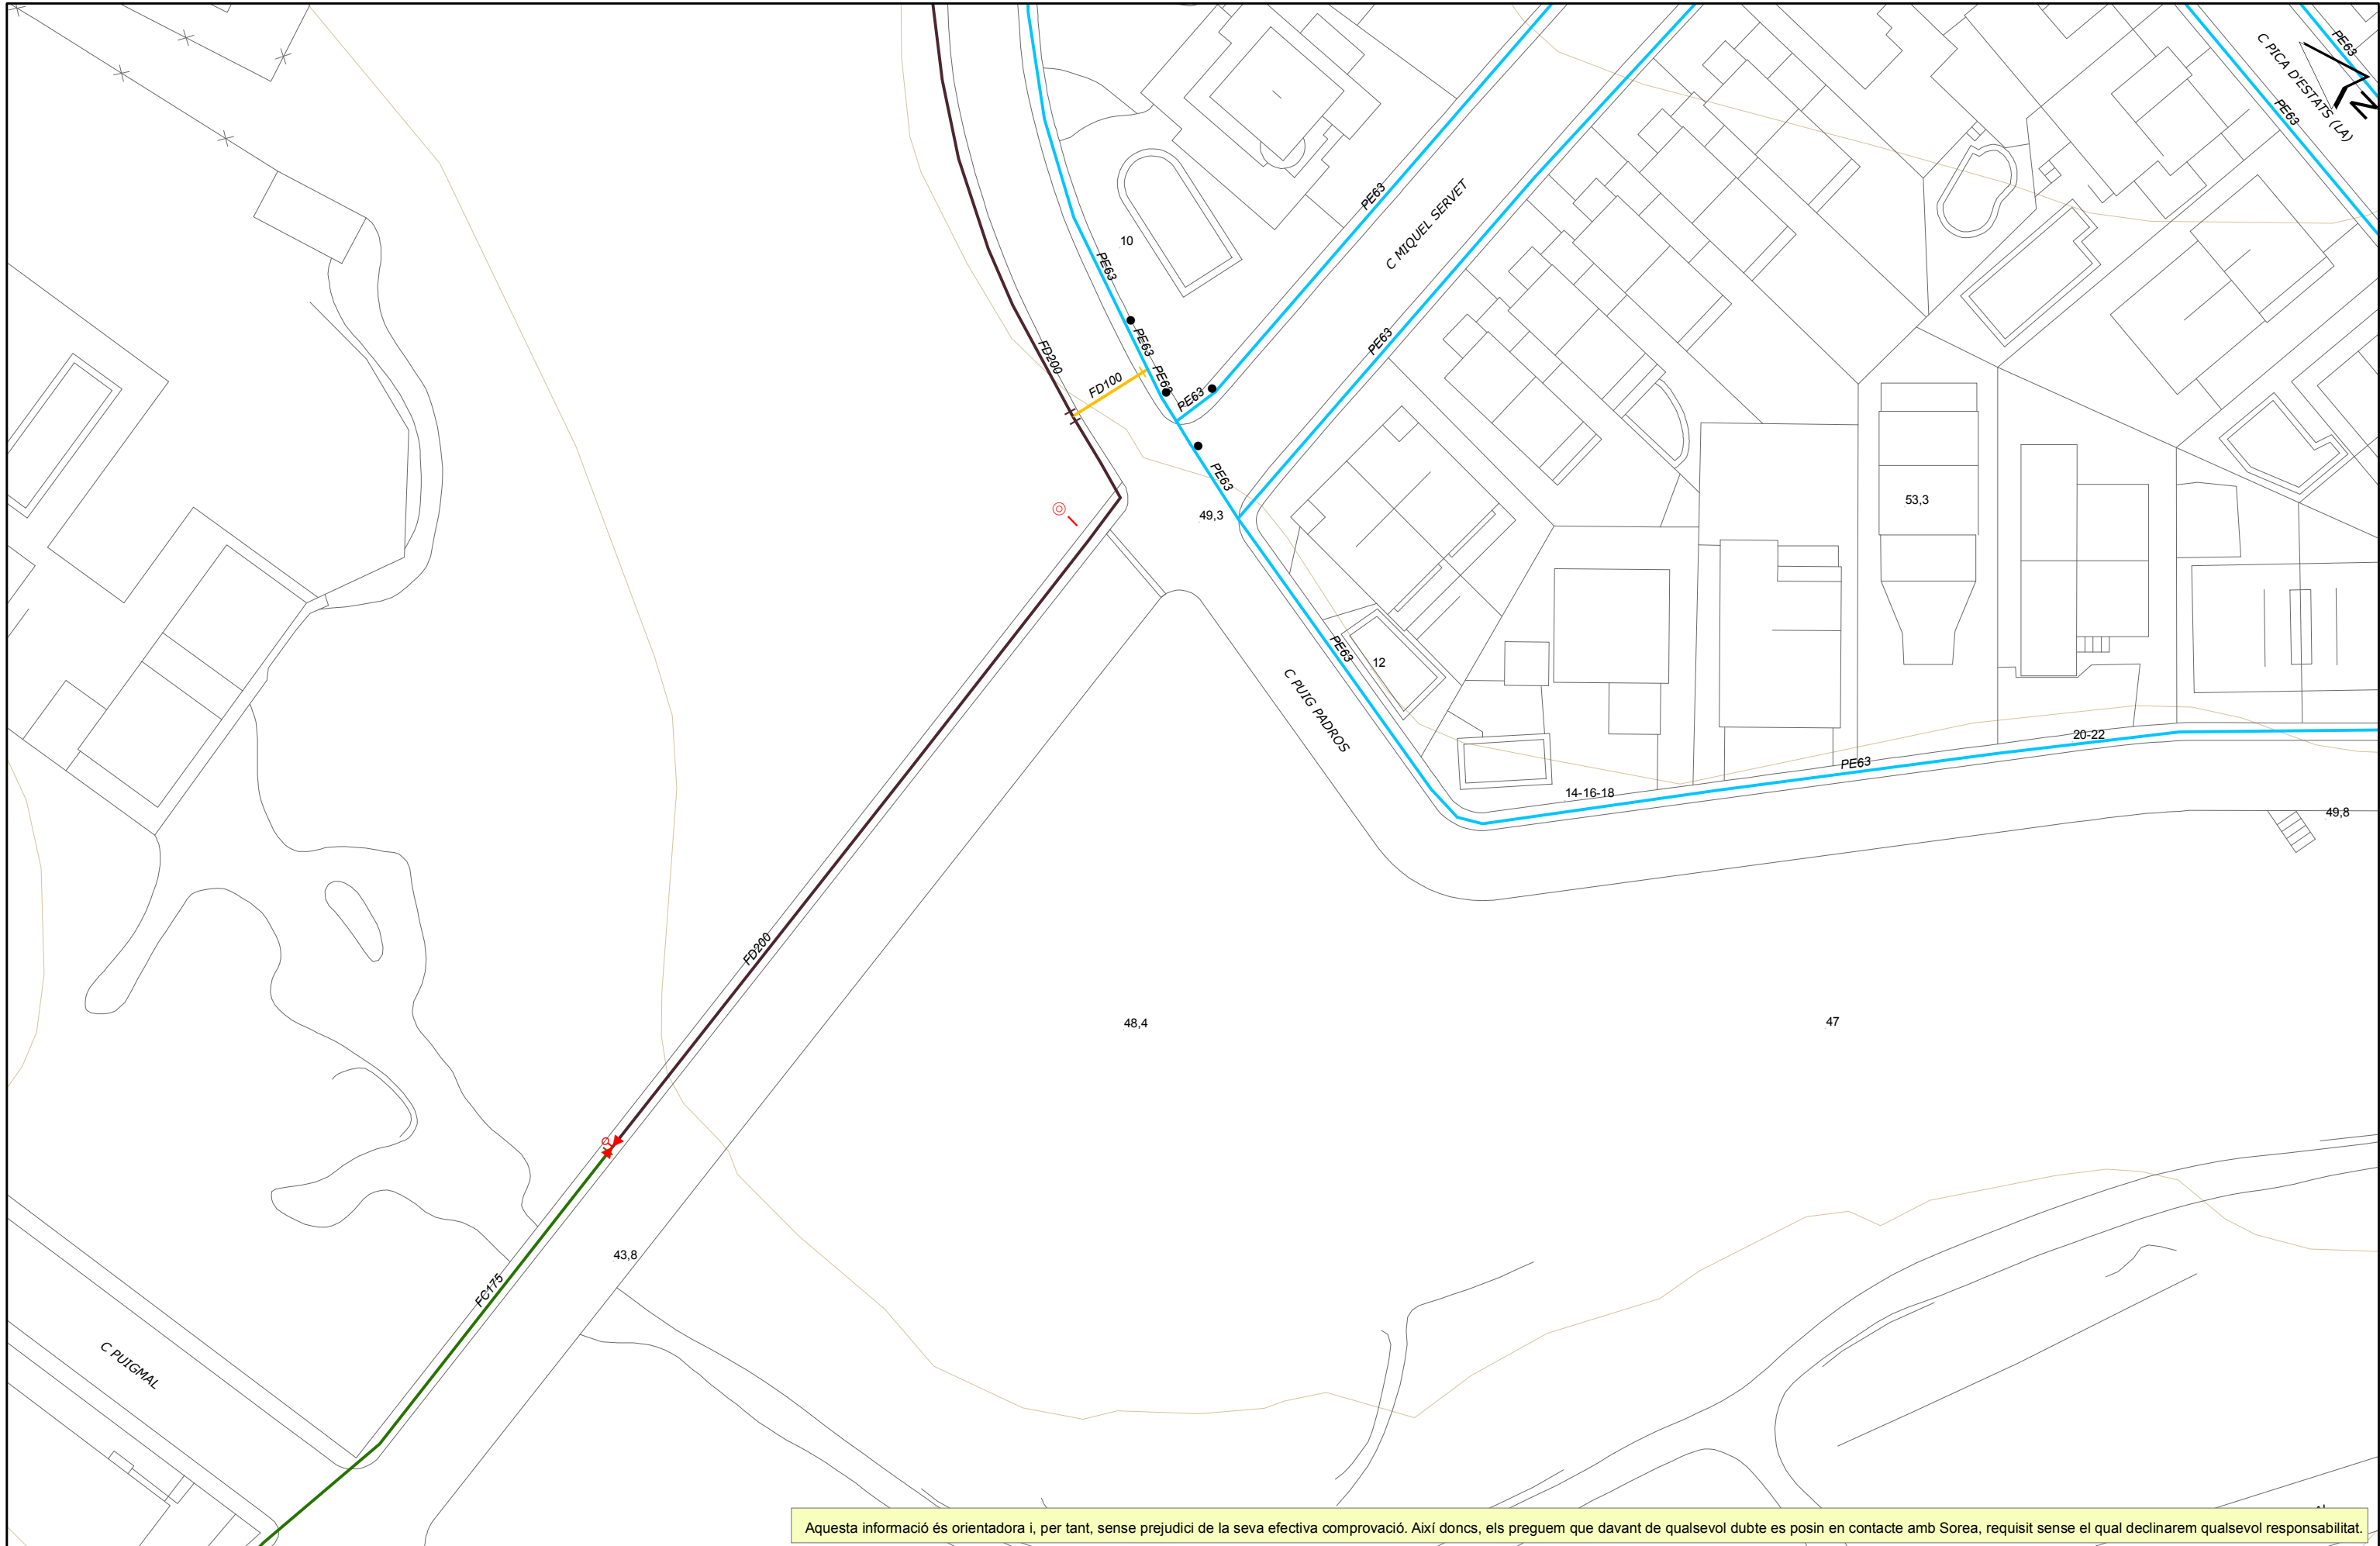 PE63
C PICA D'ESTATS (LA)
N
PE63
PE63
C MIQUEL SERVET
10
PE63
PE63
PE63
FD200
PE63
FD100
PE63
PE63
53,3
49,3
PE63
12
C PUIG PADROS
20-22
PE63
14-16-18
49,8
FD200
48,4
47
43,8
FC175
C PUIGMAL
Aquesta informació és orientadora i, per tant, sense prejudici de la seva efectiva comprovació. Així doncs, els preguem que davant de qualsevol dubte es posin en contacte amb Sorea, requisit sense el qual declinarem qualsevol responsabilitat.